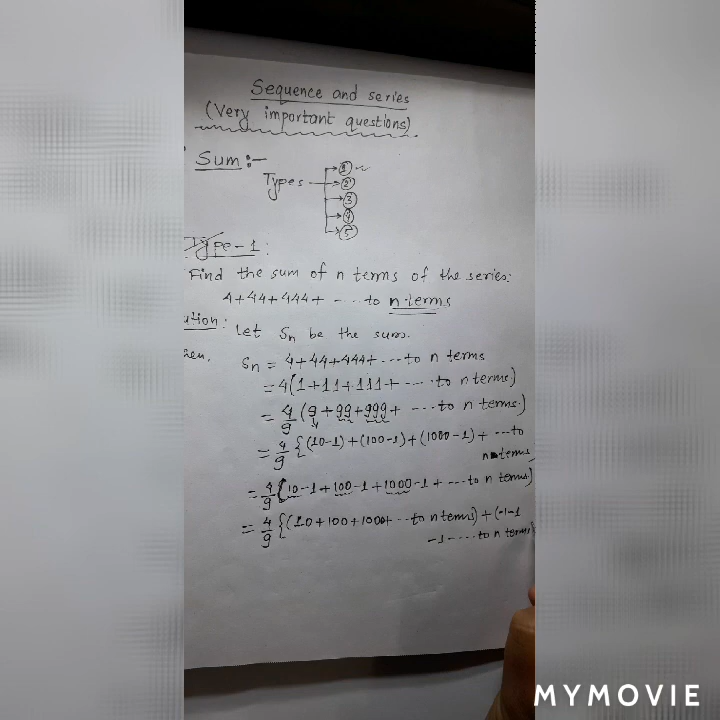 Sequence and series
(Very important questions)
Sum:-
Types
1
2
3
4
5
Type-1:
Find the sum of n terms of the series:
4+44+444+ ---- to n terms
ution: Let Sn be the sum.
hen, Sn = 4+44+444+ ---- to n terms
= 4(1+11+111+ ---- to n terms)
= 4/9 (9+99+999+ ---- to n terms.)
= 4/9 {(10-1)+(100-1)+(1000-1)+ ---to
n terms
= 4/9 (10-1+100-1+1000-1+ ---- to n terms)
= 4/9 {(10+100+1000+ -- to n terms)+(-1-1
-1----- to n terms)
MYMOVIE